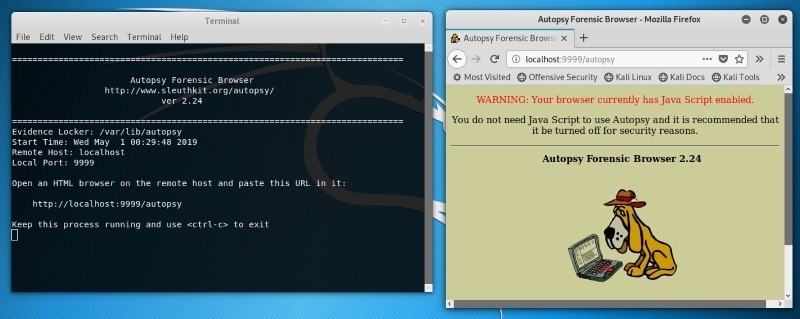 Terminal
File Edit View Search Terminal Help
==============================================================================
Autopsy Forensic Browser
http://www.sleuthkit.org/autopsy/
ver 2.24
==============================================================================
Evidence Locker: /var/lib/autopsy
Start Time: Wed May  1 00:29:48 2019
Remote Host: localhost
Local Port: 9999
Open an HTML browser on the remote host and paste this URL in it:
http://localhost:9999/autopsy
Keep this process running and use <ctrl-c> to exit
Autopsy Forensic Browser - Mozilla Firefox
Autopsy Forensic Brows
localhost:9999/autopsy
Most Visited Offensive Security Kali Linux Kali Docs Kali Tools
WARNING: Your browser currently has Java Script enabled.
You do not need Java Script to use Autopsy and it is recommended that
it be turned off for security reasons.
Autopsy Forensic Browser 2.24